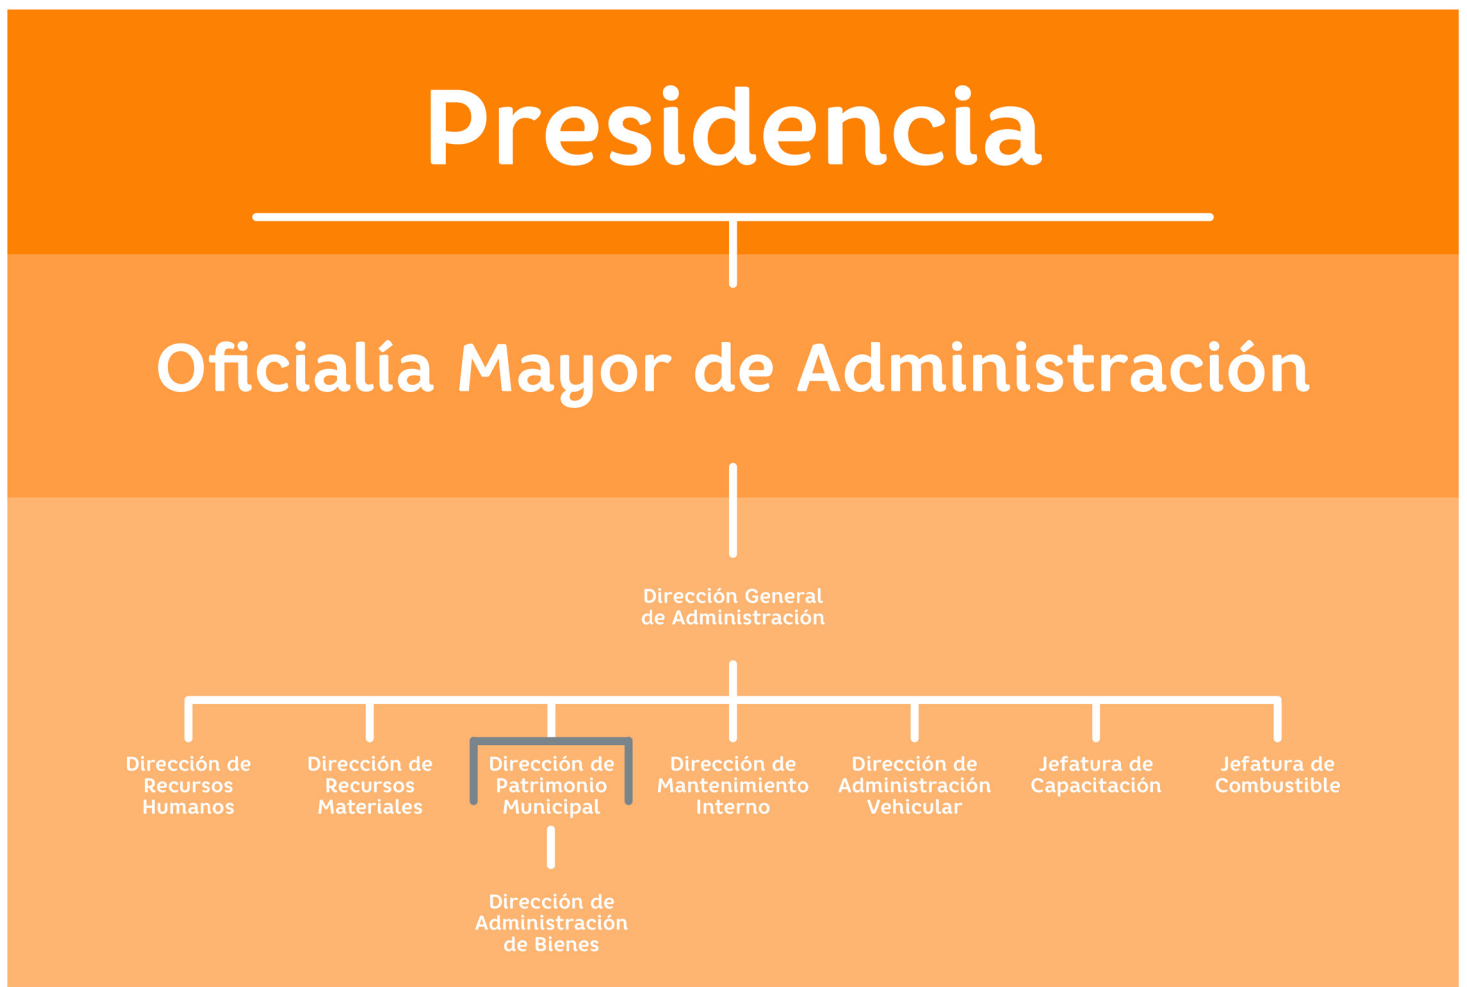 Presidencia
Oficialía Mayor de Administración
Dirección General
de Administración
Dirección de
Recursos
Humanos
Dirección de
Recursos
Materiales
Dirección de
Patrimonio
Municipal
Dirección de
Mantenimiento
Interno
Dirección de
Administración
Vehicular
Jefatura de
Capacitación
Jefatura de
Combustible
Dirección de
Administración
de Bienes